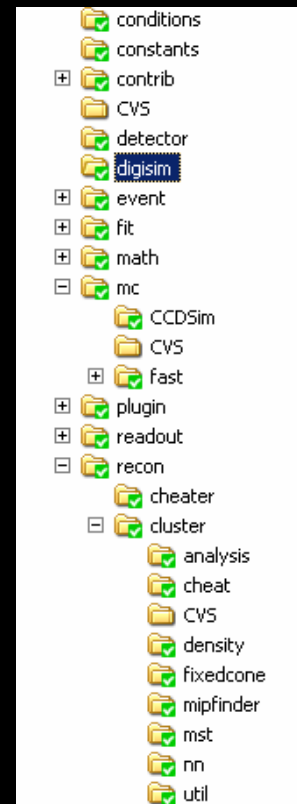 conditions
constants
contrib
CVS
detector
digisim
event
fit
math
mc
CCDSim
CVS
fast
plugin
readout
recon
cheater
cluster
analysis
cheat
CVS
density
fixedcone
mipfinder
mst
nn
util